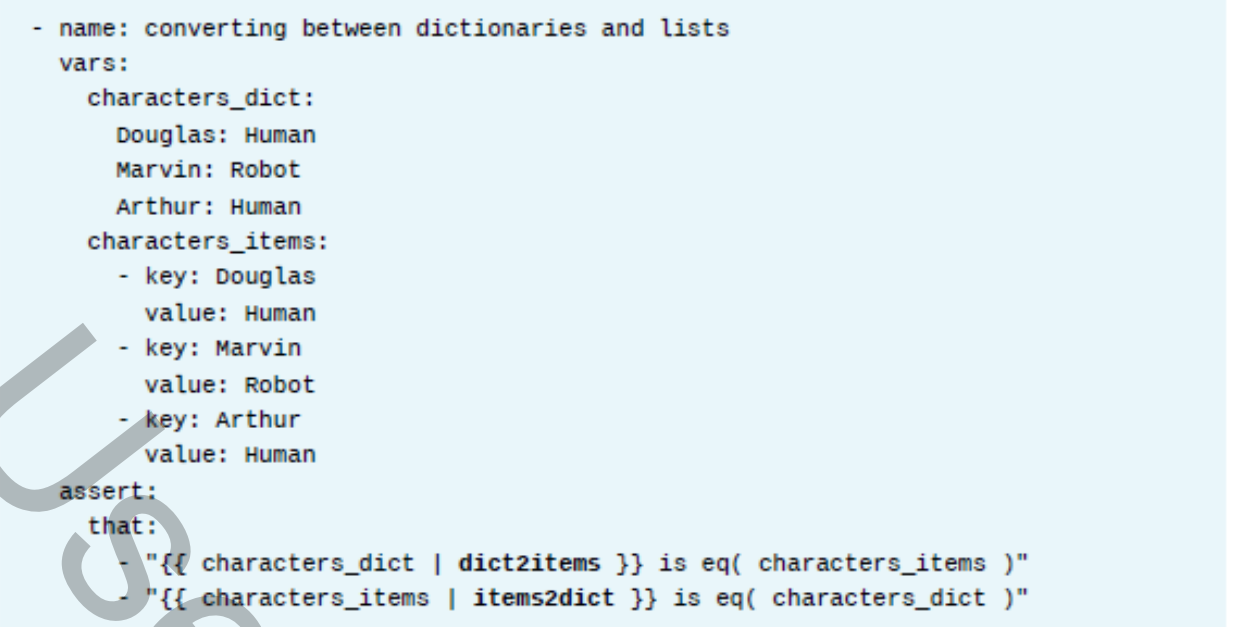 - name: converting between dictionaries and lists
  vars:
    characters_dict:
      Douglas: Human
      Marvin: Robot
      Arthur: Human
    characters_items:
      - key: Douglas
        value: Human
      - key: Marvin
        value: Robot
      - key: Arthur
        value: Human
  assert:
    that:
      - "{{ characters_dict | dict2items }} is eq( characters_items )"
      - "{{ characters_items | items2dict }} is eq( characters_dict )"